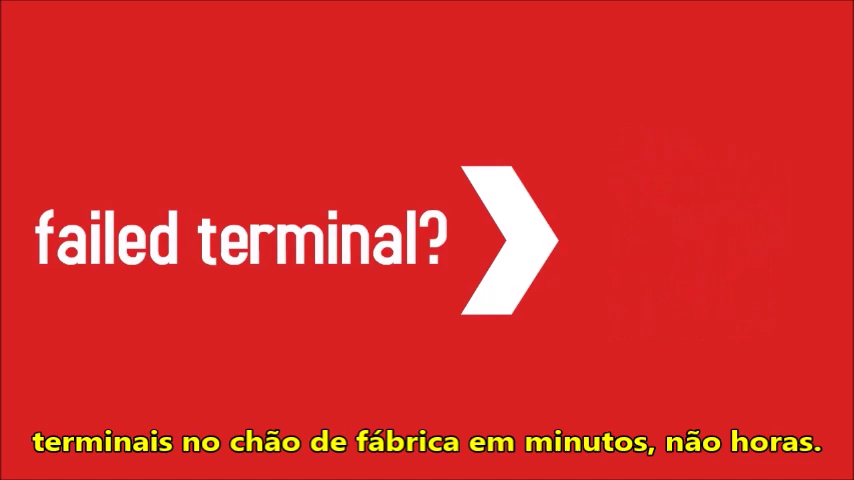 failed terminal?
terminais no chão de fábrica em minutos, não horas.